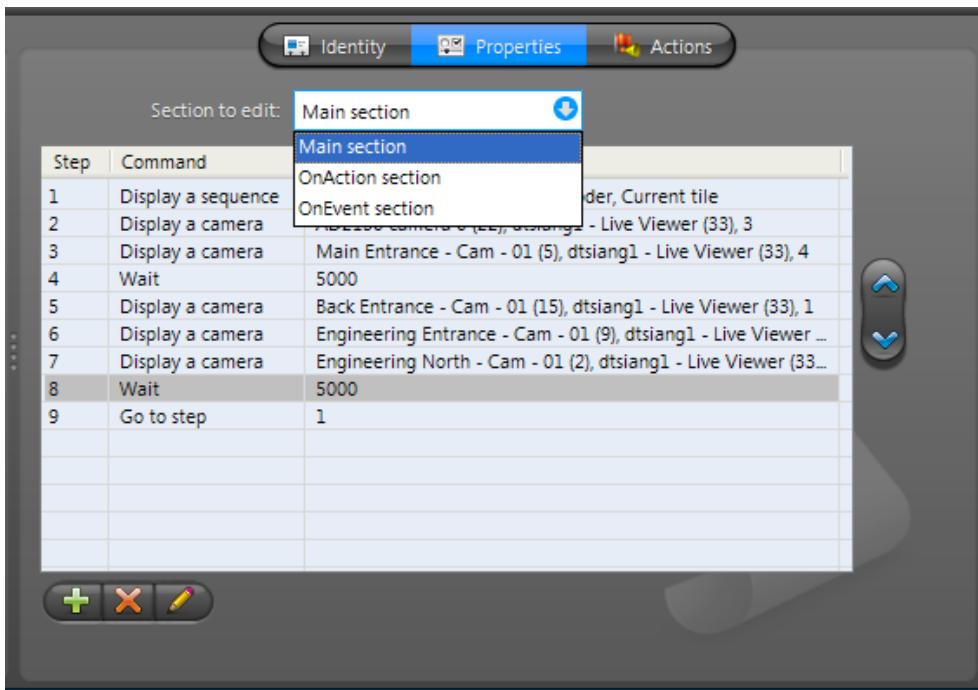 Identity Properties Actions
Section to edit: Main section
Main section
OnAction section
OnEvent section
Step Command
1 Display a sequence der, Current tile
2 Display a camera - Live Viewer (33), 3
3 Display a camera Main Entrance - Cam - 01 (5), dtsiang1 - Live Viewer (33), 4
4 Wait 5000
5 Display a camera Back Entrance - Cam - 01 (15), dtsiang1 - Live Viewer (33), 1
6 Display a camera Engineering Entrance - Cam - 01 (9), dtsiang1 - Live Viewer ...
7 Display a camera Engineering North - Cam - 01 (2), dtsiang1 - Live Viewer (33...
8 Wait 5000
9 Go to step 1